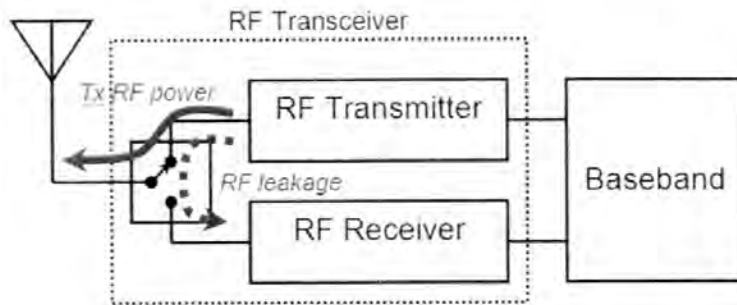 RF Transceiver
Tx RF power
RF Transmitter
RF leakage
Baseband
RF Receiver